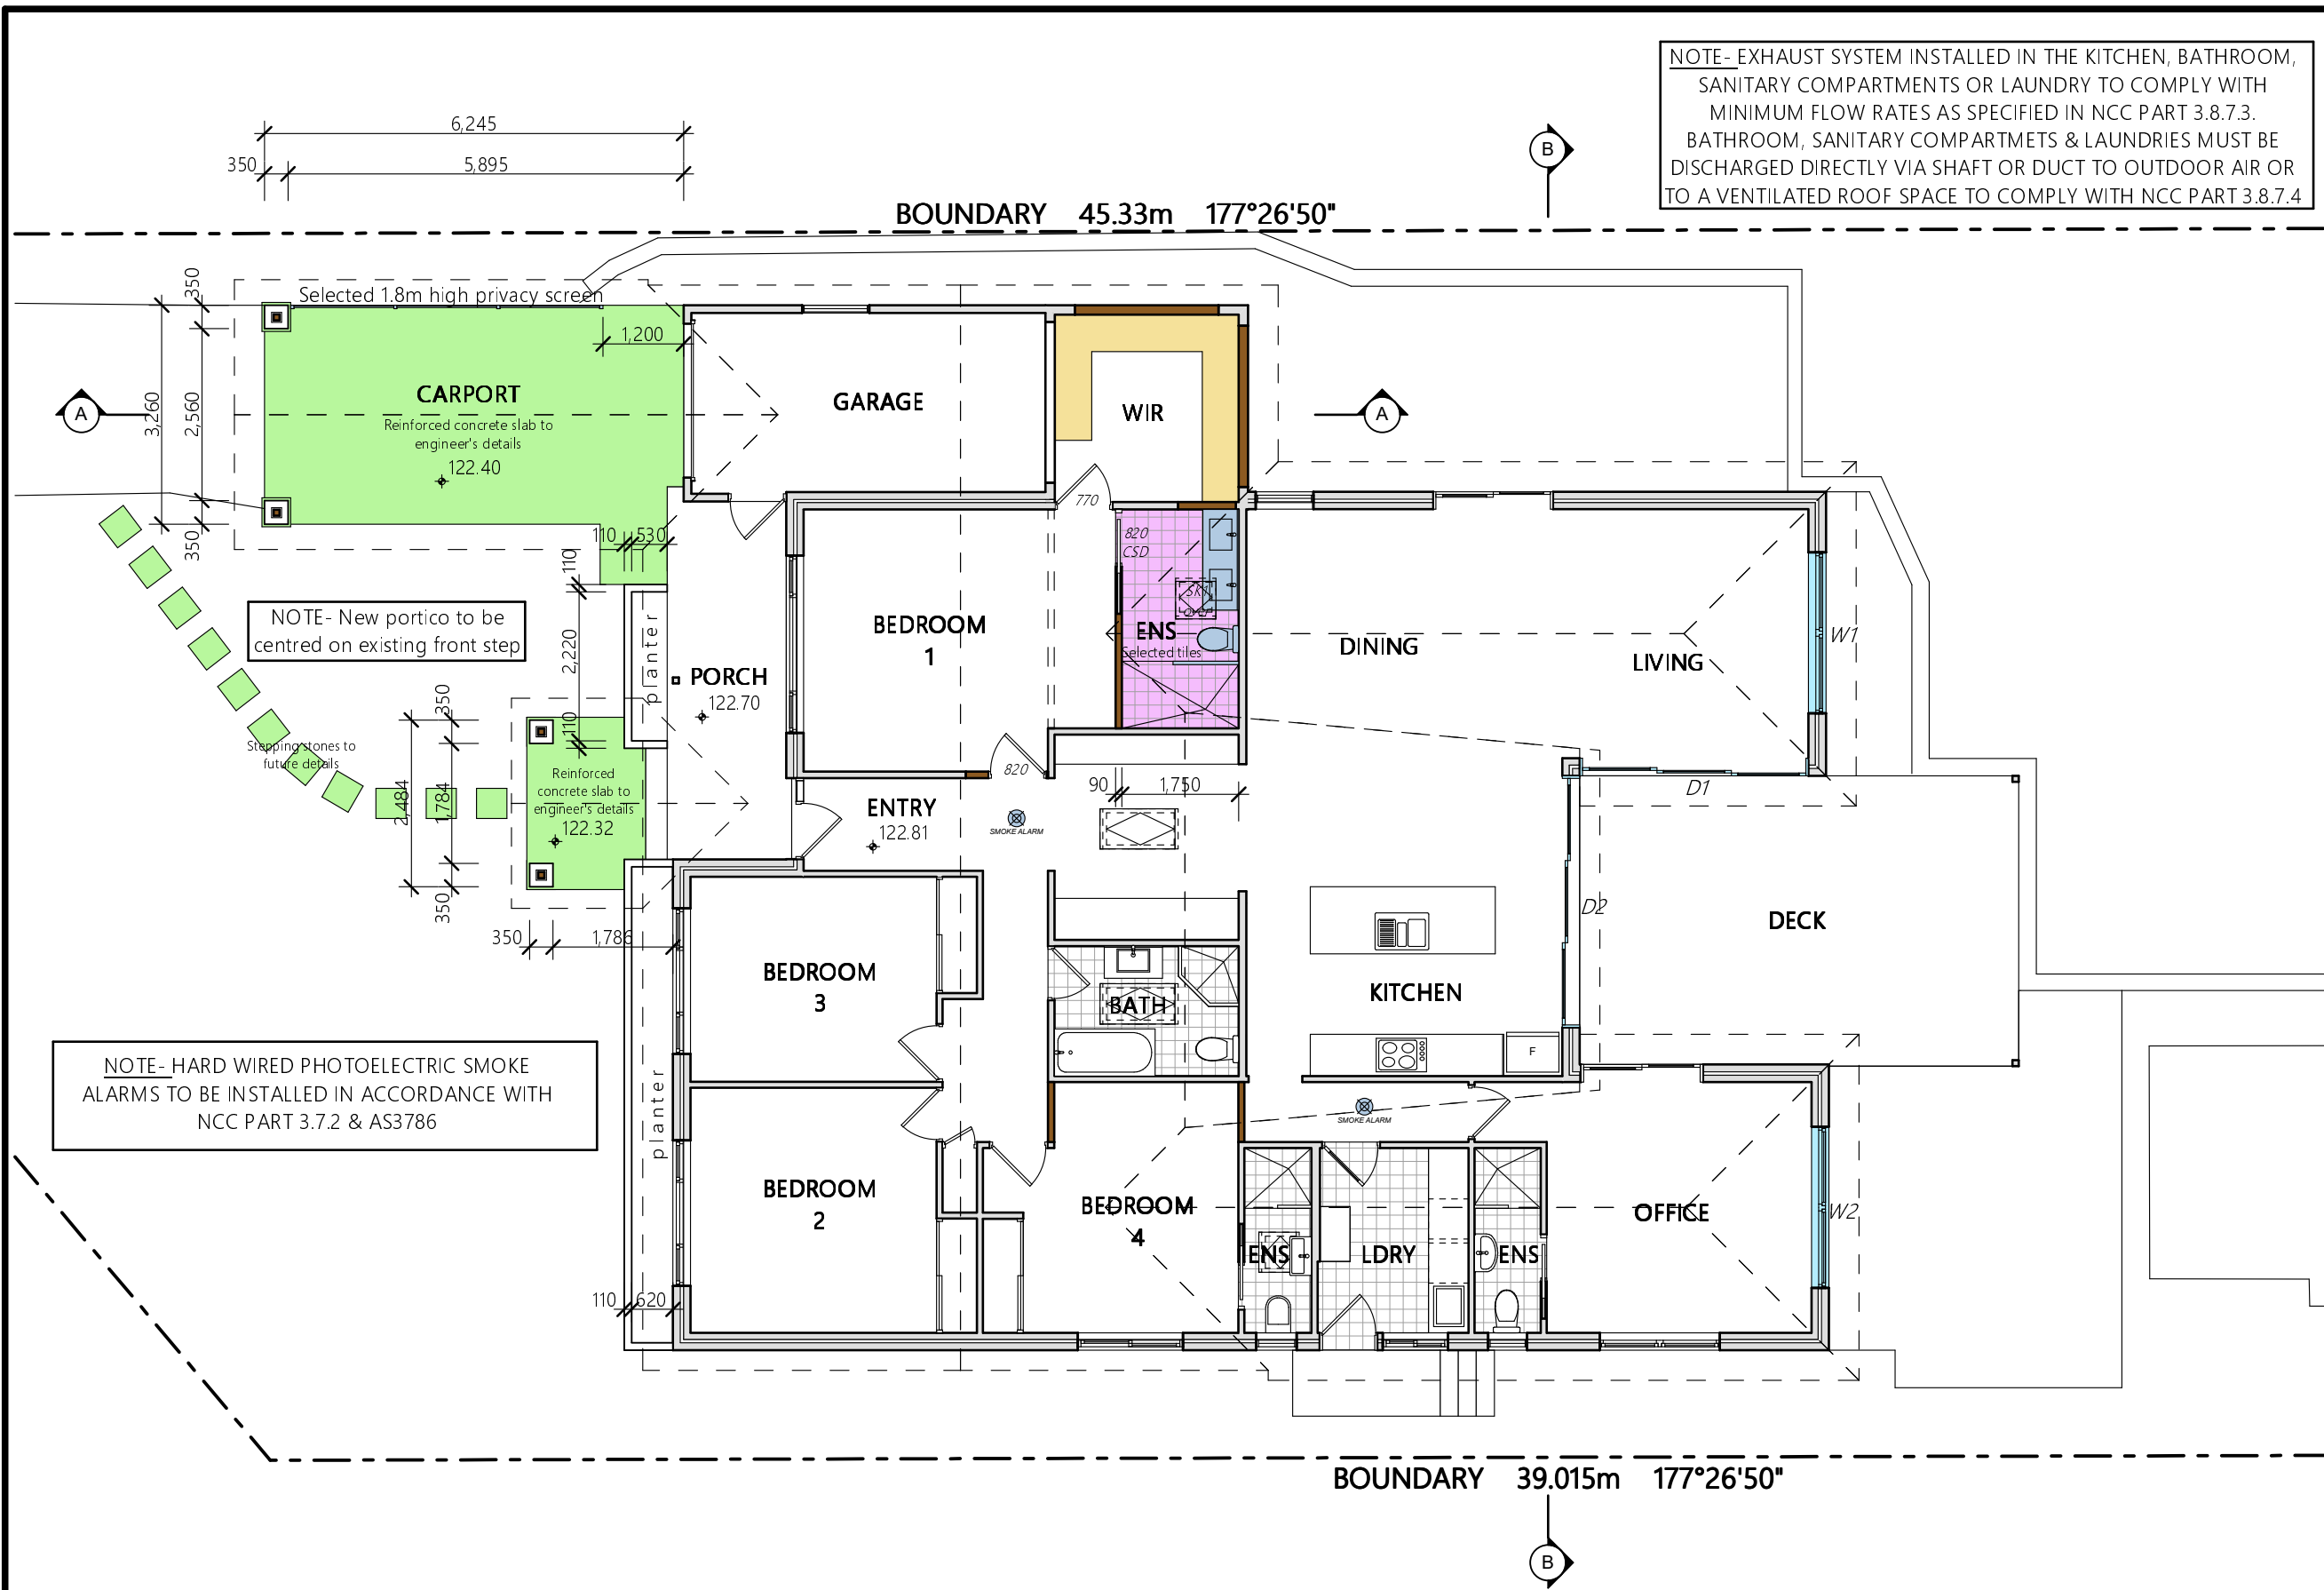 NOTE- EXHAUST SYSTEM INSTALLED IN THE KITCHEN, BATHROOM,
SANITARY COMPARTMENTS OR LAUNDRY TO COMPLY WITH
MINIMUM FLOW RATES AS SPECIFIED IN NCC PART 3.8.7.3.
BATHROOM, SANITARY COMPARTMETS & LAUNDRIES MUST BE
DISCHARGED DIRECTLY VIA SHAFT OR DUCT TO OUTDOOR AIR OR
TO A VENTILATED ROOF SPACE TO COMPLY WITH NCC PART 3.8.7.4
6,245
350
5,895
B
BOUNDARY 45.33m 177°26'50"
350
Selected 1.8m high privacy screen
1,200
A
3,260
2,560
350
CARPORT
Reinforced concrete slab to
engineer's details
122.40
GARAGE
WIR
A
770
110
530
110
820
CSD
NOTE- New portico to be
centred on existing front step
2,220
planter
PORCH
122.70
BEDROOM
1
SKY
over
ENS
Selected tiles
DINING
LIVING
W1
350
110
Stepping stones to
future details
2,484
1,784
Reinforced
concrete slab to
engineer's details
122.32
350
820
ENTRY
122.81
SMOKE ALARM
90
1,750
D1
D2
DECK
350
1,786
BEDROOM
3
BATH
KITCHEN
F
NOTE- HARD WIRED PHOTOELECTRIC SMOKE
ALARMS TO BE INSTALLED IN ACCORDANCE WITH
NCC PART 3.7.2 & AS3786
planter
SMOKE ALARM
BEDROOM
2
BEDROOM
4
ENS
LDRY
ENS
OFFICE
W2
110
620
BOUNDARY 39.015m 177°26'50"
B